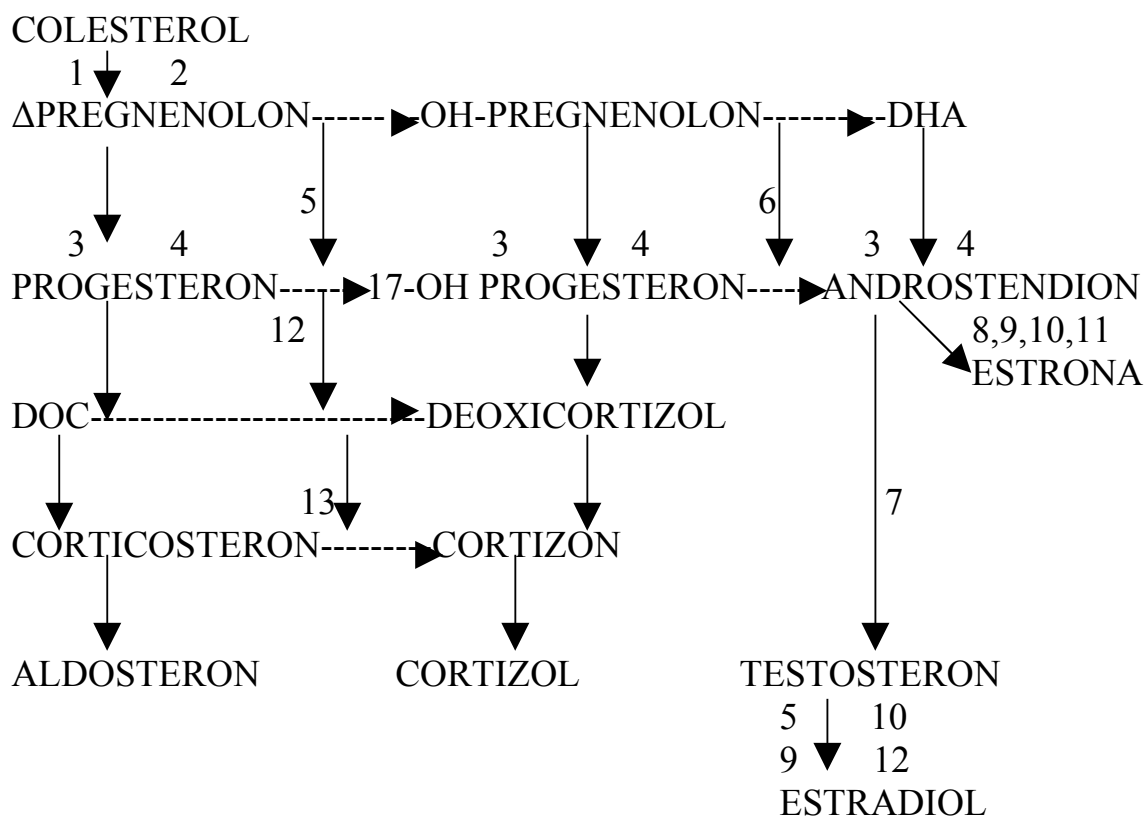 COLESTEROL
1 2
ΔPREGNENOLON OH-PREGNENOLON DHA
5 6
3 4 3 4 3 4
PROGESTERON 17-OH PROGESTERON ANDROSTENDION
12 8,9,10,11
ESTRONA
DOC DEOXICORTIZOL
13 7
CORTICOSTERON CORTIZON
ALDOSTERON CORTIZOL TESTOSTERON
5 10
9 12
ESTRADIOL